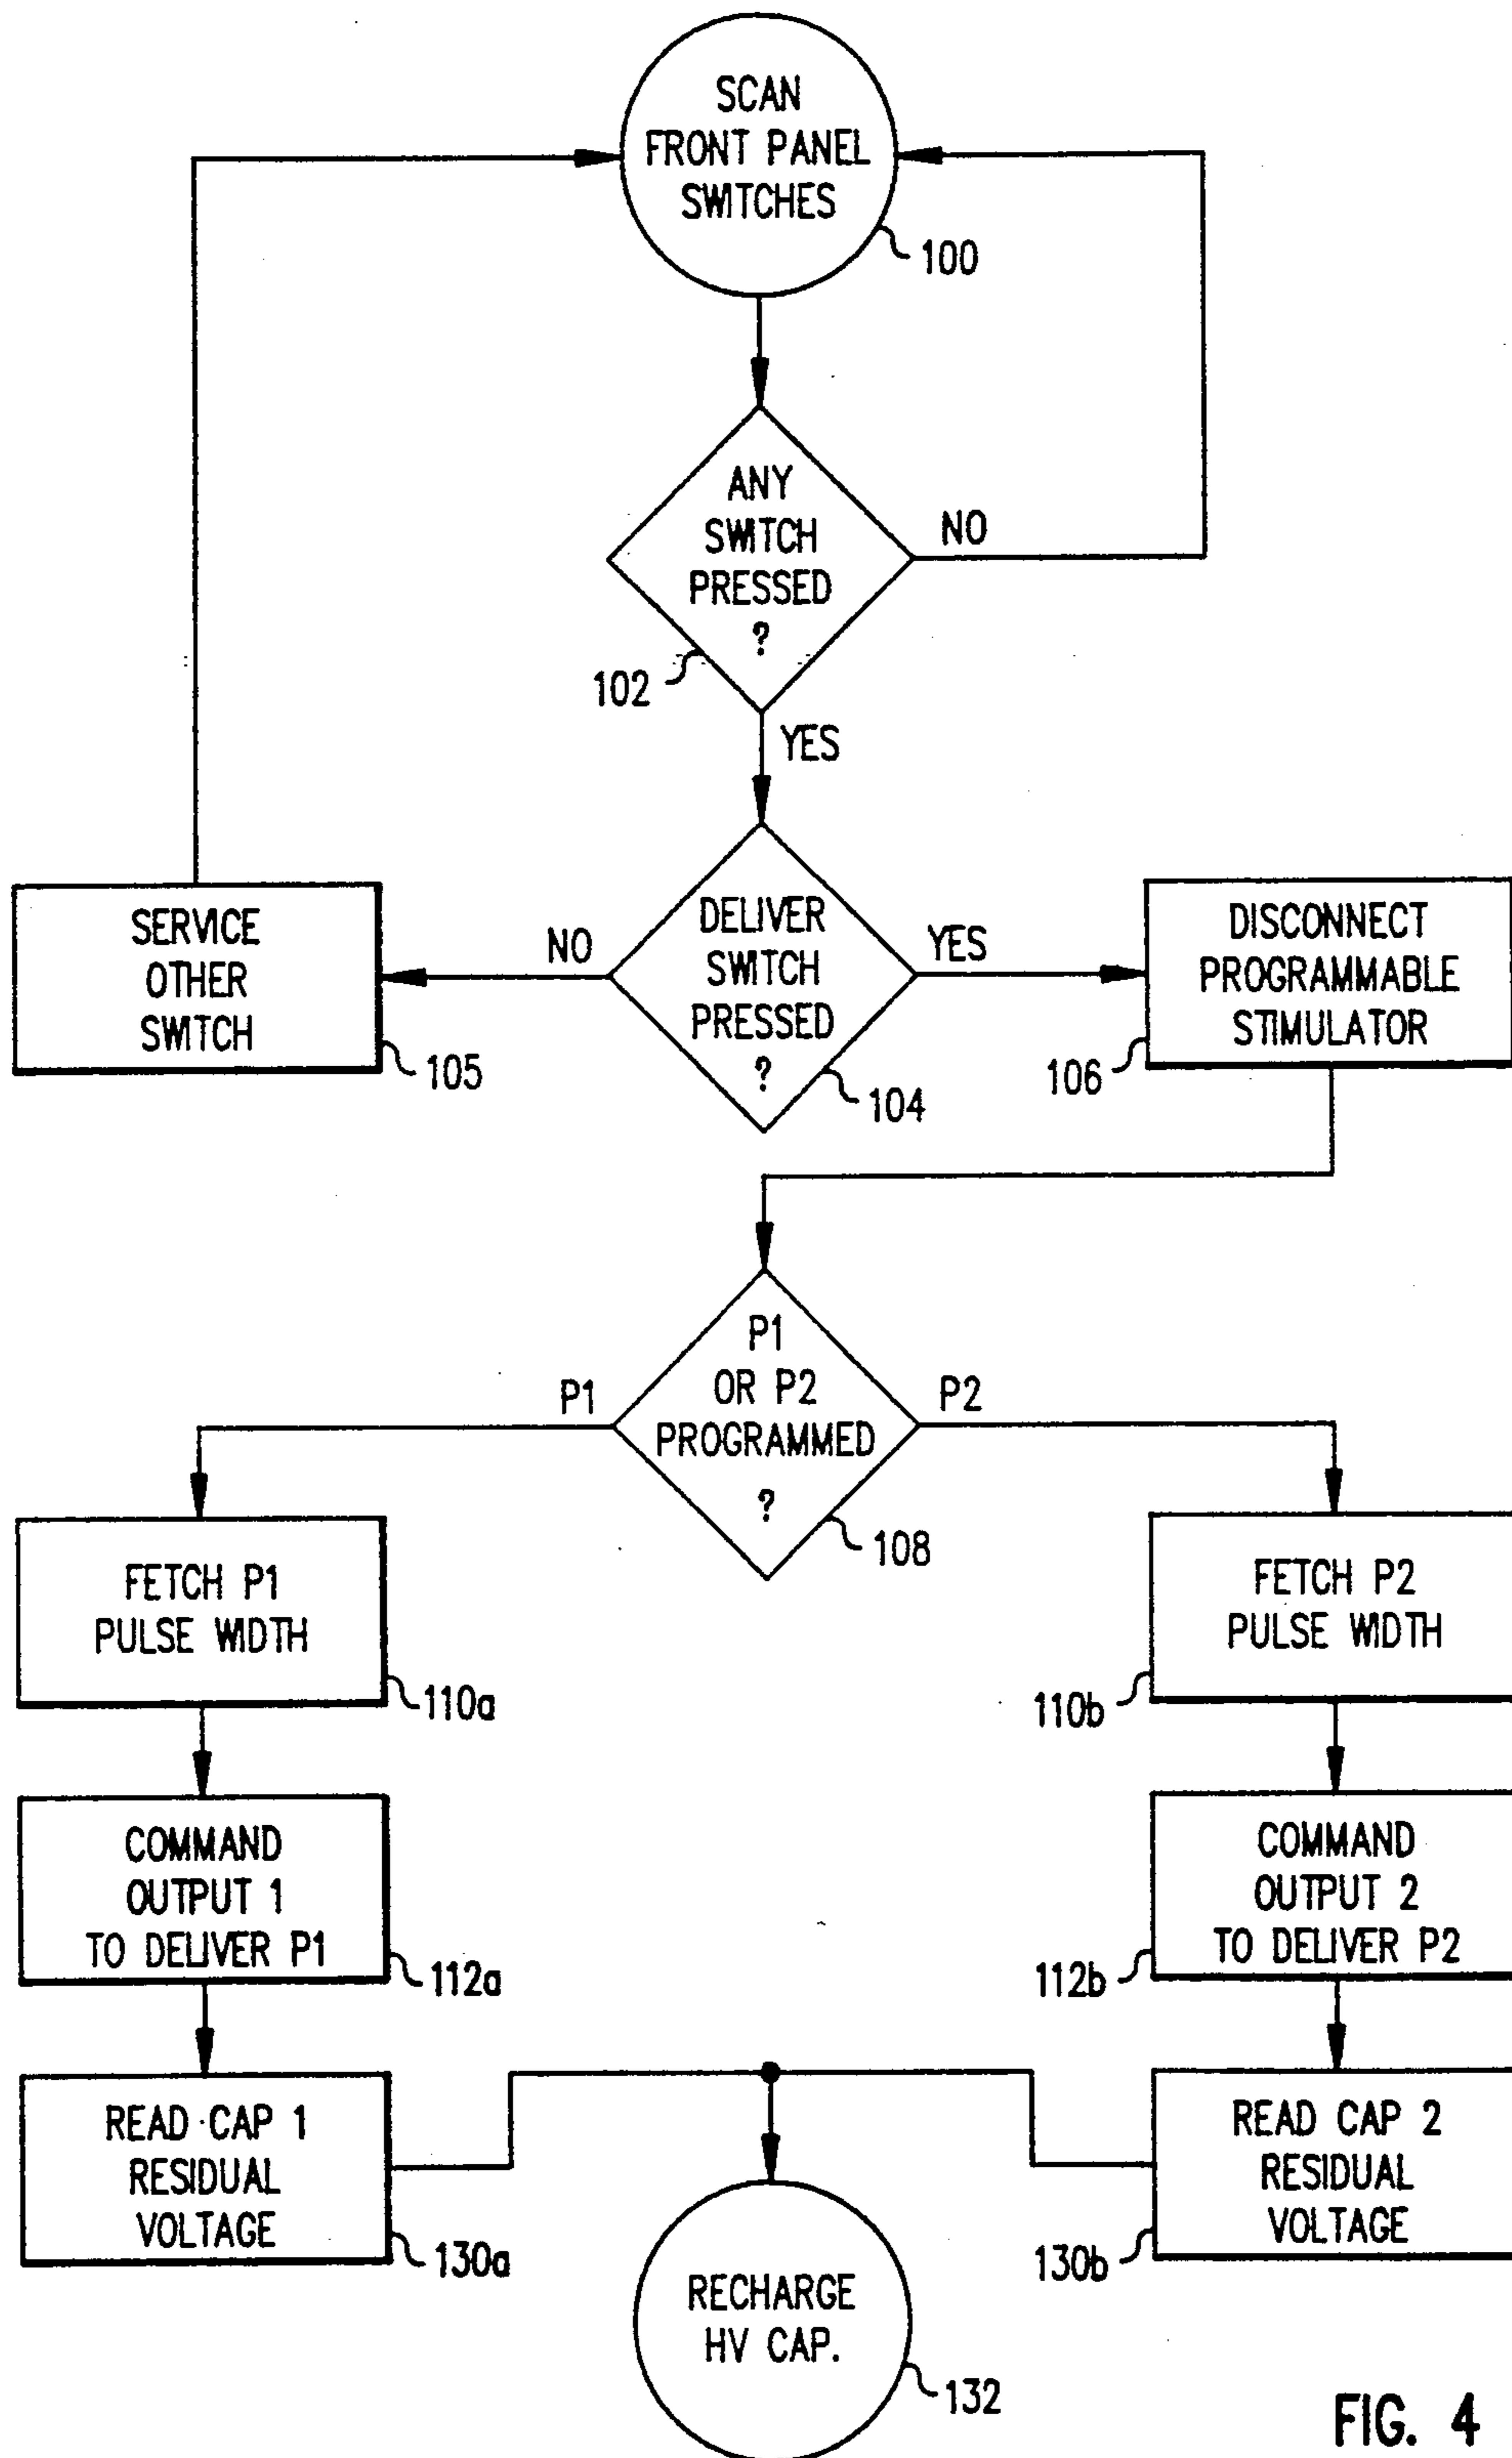 SCAN
FRONT PANEL
SWITCHES
100
ANY
SWITCH
PRESSED
?
NO
102
YES
DELIVER
SWITCH
PRESSED
?
NO
YES
104
SERVICE
OTHER
SWITCH
105
DISCONNECT
PROGRAMMABLE
STIMULATOR
106
P1
OR P2
PROGRAMMED
?
P1
P2
108
FETCH P1
PULSE WIDTH
110a
FETCH P2
PULSE WIDTH
110b
COMMAND
OUTPUT 1
TO DELIVER P1
112a
COMMAND
OUTPUT 2
TO DELIVER P2
112b
READ CAP 1
RESIDUAL
VOLTAGE
130a
READ CAP 2
RESIDUAL
VOLTAGE
130b
RECHARGE
HV CAP.
132
FIG. 4